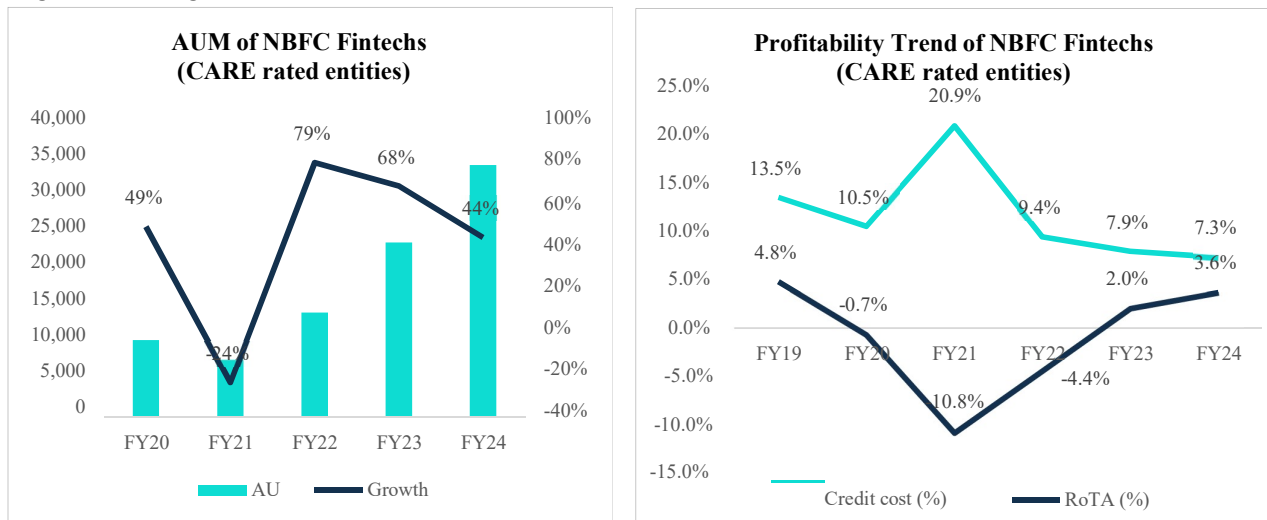 AUM of NBFC Fintechs
(CARE rated entities)
40,000
35,000
30,000
25,000
20,000
15,000
10,000
5,000
0
100%
80%
60%
40%
20%
0%
-20%
-40%
49%
-24%
79%
68%
44%
FY20
FY21
FY22
FY23
FY24
AU
Growth
Profitability Trend of NBFC Fintechs
(CARE rated entities)
25.0%
20.0%
15.0%
10.0%
5.0%
0.0%
-5.0%
-10.0%
-15.0%
13.5%
10.5%
20.9%
9.4%
7.9%
7.3%
4.8%
-0.7%
10.8%
-4.4%
2.0%
3.6%
FY19
FY20
FY21
FY22
FY23
FY24
Credit cost (%)
RoTA (%)